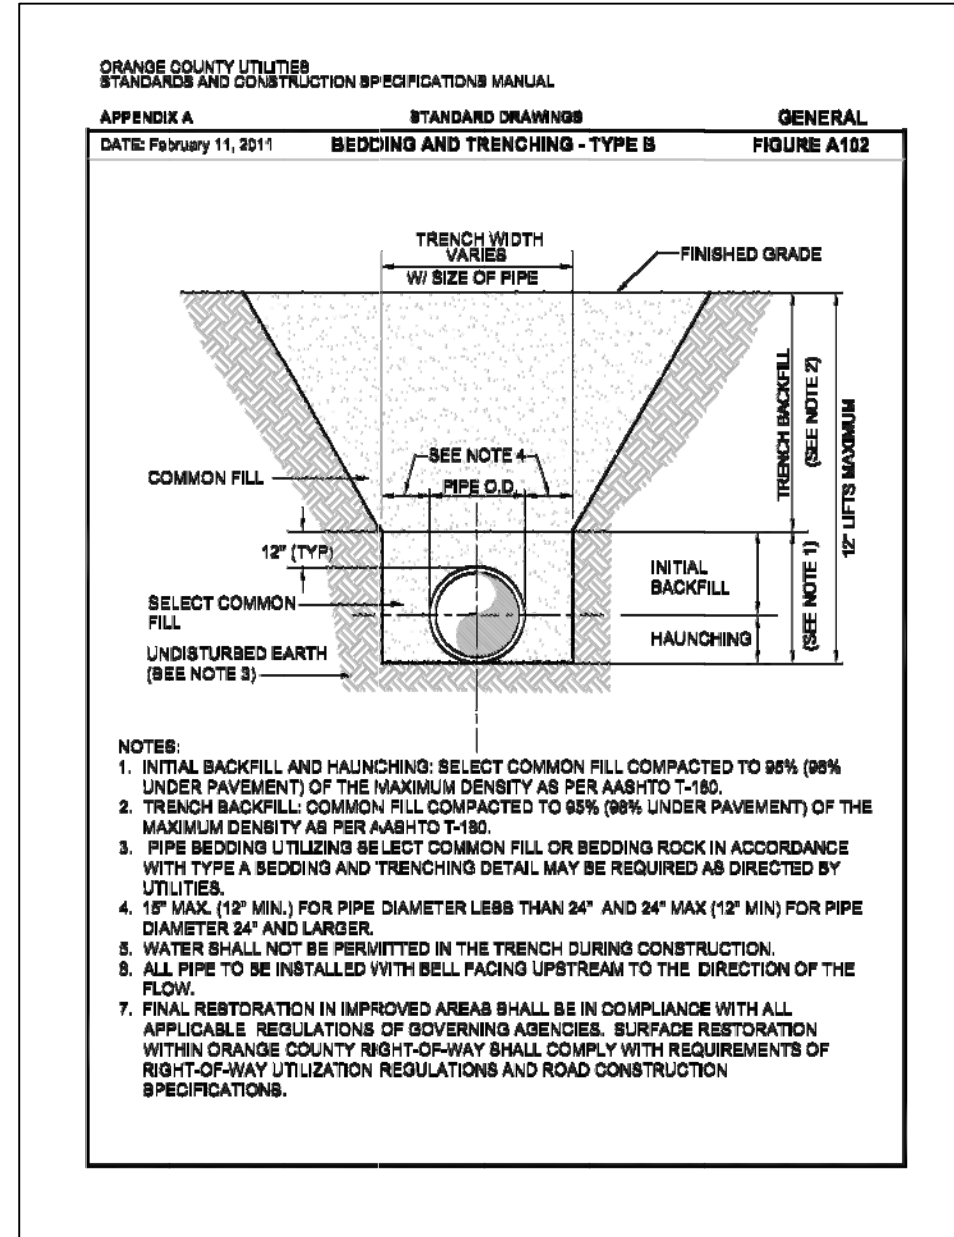 ORANGE COUNTY UTILITIES
STANDARDS AND CONSTRUCTION SPECIFICATIONS MANUAL
APPENDIX A STANDARD DRAWINGS GENERAL
DATE: February 11, 2011 BEDDING AND TRENCHING - TYPE B FIGURE A102
TRENCH WIDTH
VARIES
W/ SIZE OF PIPE
FINISHED GRADE
TRENCH BACKFILL
(SEE NOTE 2)
12" LIFTS MAXIMUM
SEE NOTE 4
PIPE O.D.
COMMON FILL
12" (TYP)
INITIAL
BACKFILL
(SEE NOTE 1)
SELECT COMMON
FILL
HAUNCHING
UNDISTURBED EARTH
(SEE NOTE 3)
NOTES:
1. INITIAL BACKFILL AND HAUNCHING: SELECT COMMON FILL COMPACTED TO 95% (98%
UNDER PAVEMENT) OF THE MAXIMUM DENSITY AS PER AASHTO T-180.
2. TRENCH BACKFILL: COMMON FILL COMPACTED TO 95% (98% UNDER PAVEMENT) OF THE
MAXIMUM DENSITY AS PER AASHTO T-180.
3. PIPE BEDDING UTILIZING SELECT COMMON FILL OR BEDDING ROCK IN ACCORDANCE
WITH TYPE A BEDDING AND TRENCHING DETAIL MAY BE REQUIRED AS DIRECTED BY
UTILITIES.
4. 15" MAX. (12" MIN.) FOR PIPE DIAMETER LESS THAN 24" AND 24" MAX (12" MIN) FOR PIPE
DIAMETER 24" AND LARGER.
5. WATER SHALL NOT BE PERMITTED IN THE TRENCH DURING CONSTRUCTION.
6. ALL PIPE TO BE INSTALLED WITH BELL FACING UPSTREAM TO THE DIRECTION OF THE
FLOW.
7. FINAL RESTORATION IN IMPROVED AREAS SHALL BE IN COMPLIANCE WITH ALL
APPLICABLE REGULATIONS OF GOVERNING AGENCIES. SURFACE RESTORATION
WITHIN ORANGE COUNTY RIGHT-OF-WAY SHALL COMPLY WITH REQUIREMENTS OF
RIGHT-OF-WAY UTILIZATION REGULATIONS AND ROAD CONSTRUCTION
SPECIFICATIONS.